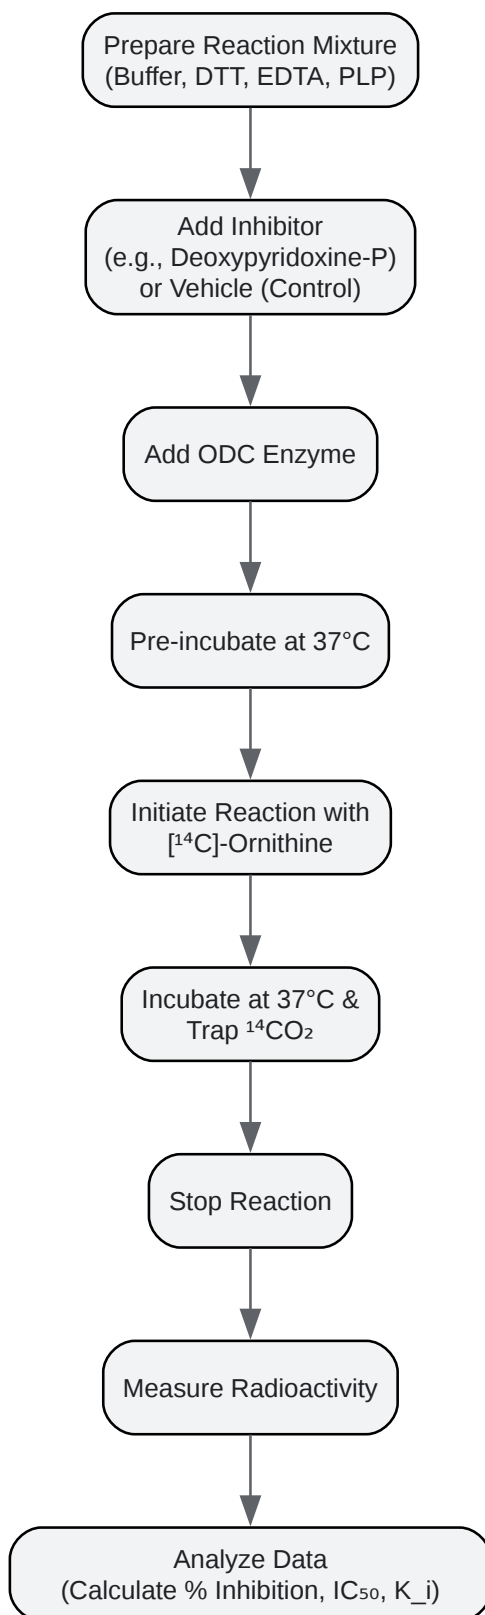 Prepare Reaction Mixture
(Buffer, DTT, EDTA, PLP)
Add Inhibitor
(e.g., Deoxypyridoxine-P)
or Vehicle (Control)
Add ODC Enzyme
Pre-incubate at 37°C
Initiate Reaction with
[¹⁴C]-Ornithine
Incubate at 37°C &
Trap ¹⁴CO₂
Stop Reaction
Measure Radioactivity
Analyze Data
(Calculate % Inhibition, IC₅₀, K_i)